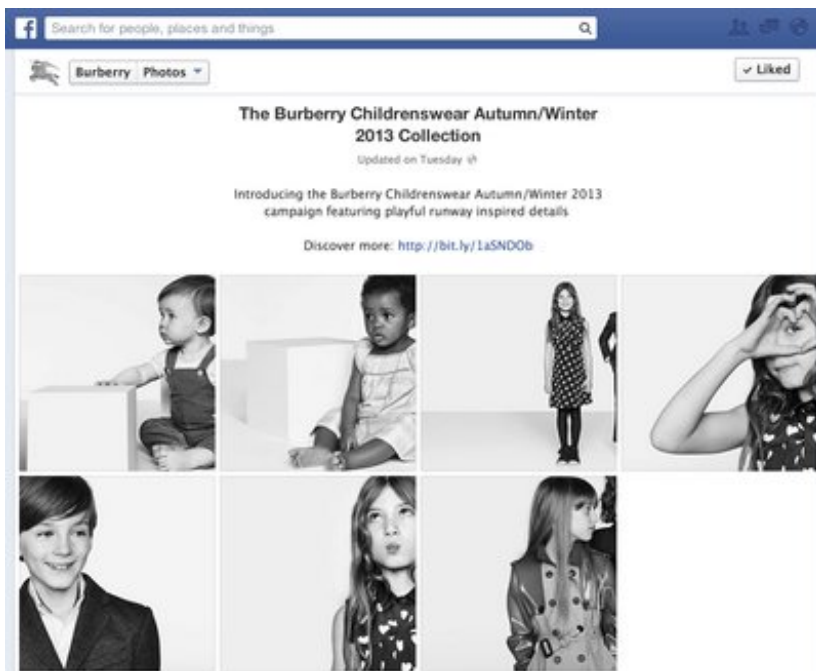 Search for people, places and things
Burberry Photos
✓ Liked
The Burberry Childrenswear Autumn/Winter
2013 Collection
Updated on Tuesday
Introducing the Burberry Childrenswear Autumn/Winter 2013
campaign featuring playful runway inspired details
Discover more: http://bit.ly/1aSNDOb